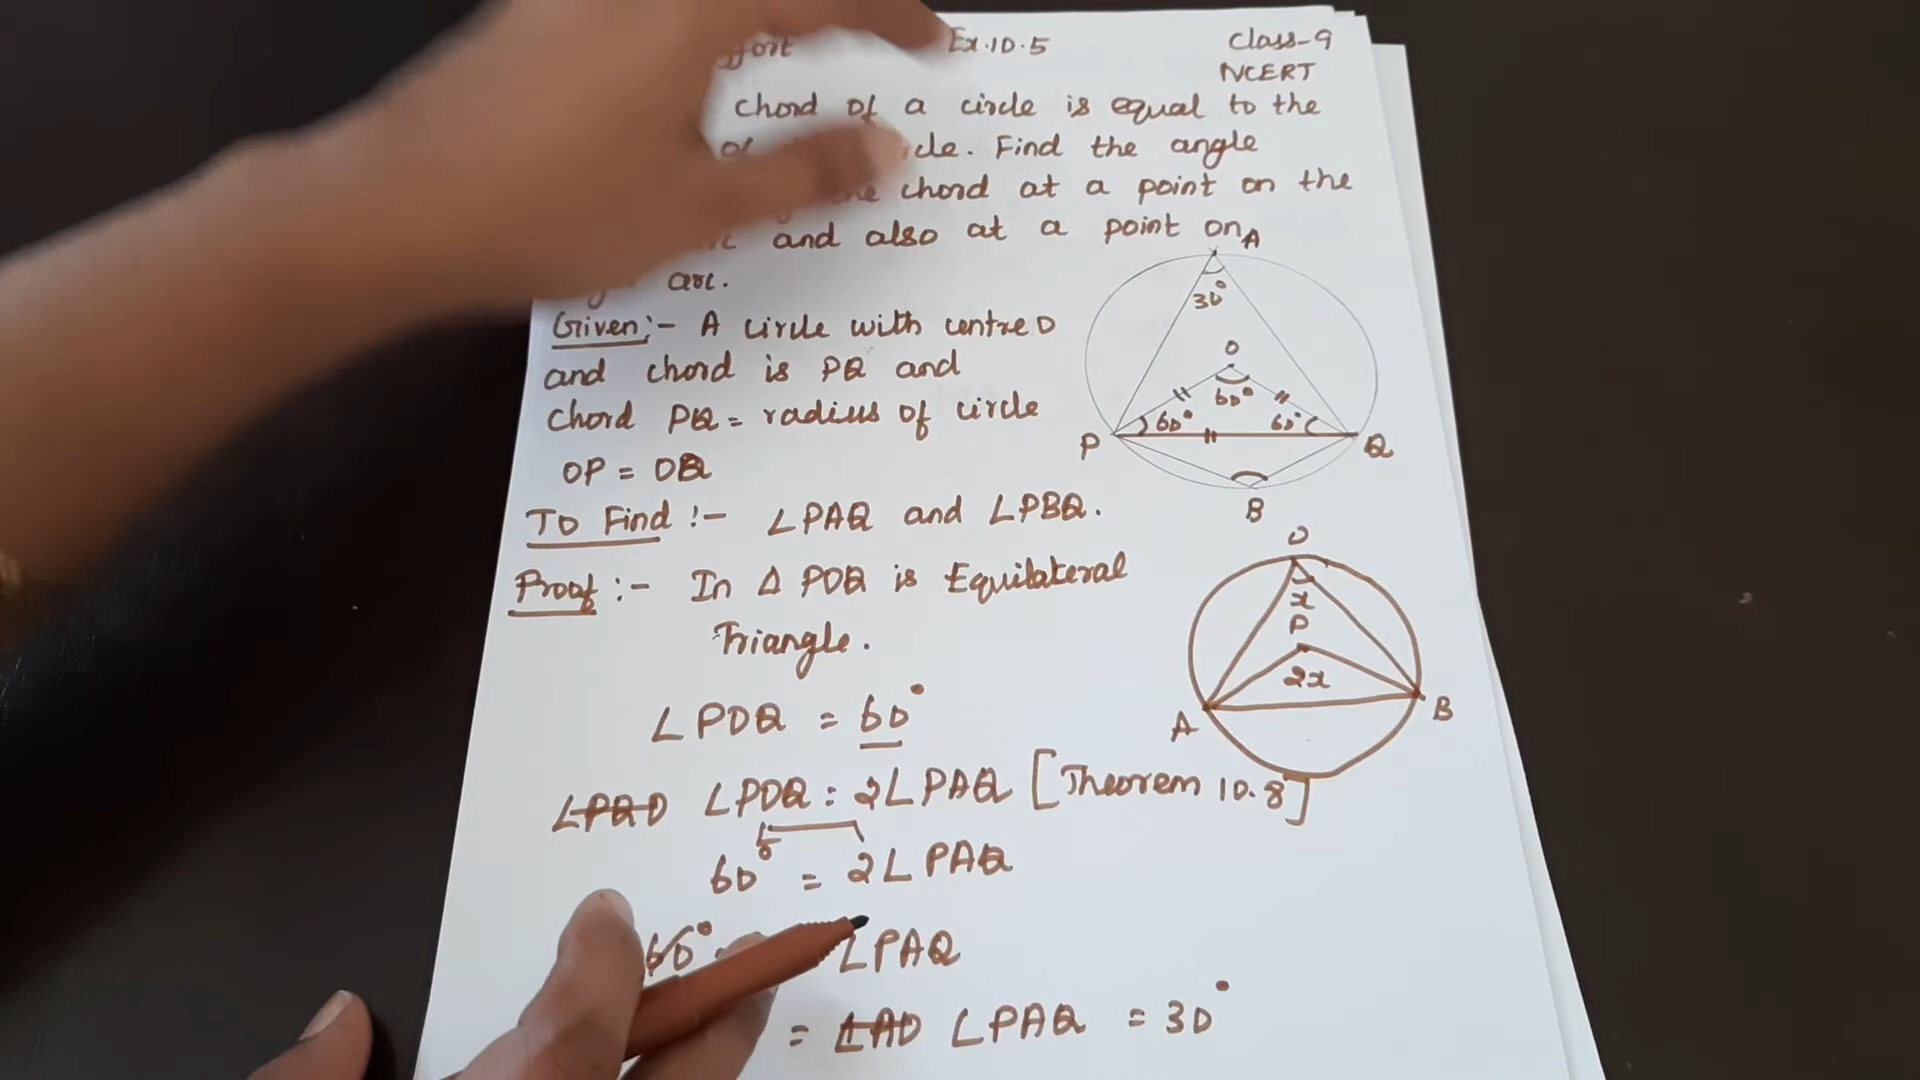 Ex.10.5 Class-9
NCERT
chord of a circle is equal to the
Find the angle
chord at a point on the
and also at a point on
arc.
Given:- A circle with centre O
and chord is PQ and
Chord PQ = radius of circle
OP = OQ
To Find :- ∠PAQ and ∠PBQ.
Proof :- In Δ POQ is Equilateral
Triangle.
∠POQ = 60°
∠PQO ∠POQ = 2∠PAQ [Theorem 10.8]
60° = 2∠PAQ
60° ∠PAQ
= ∠AO ∠PAQ = 30°
A
30°
O
60°
60° 60°
P Q
B
O
x
P
2x
A B